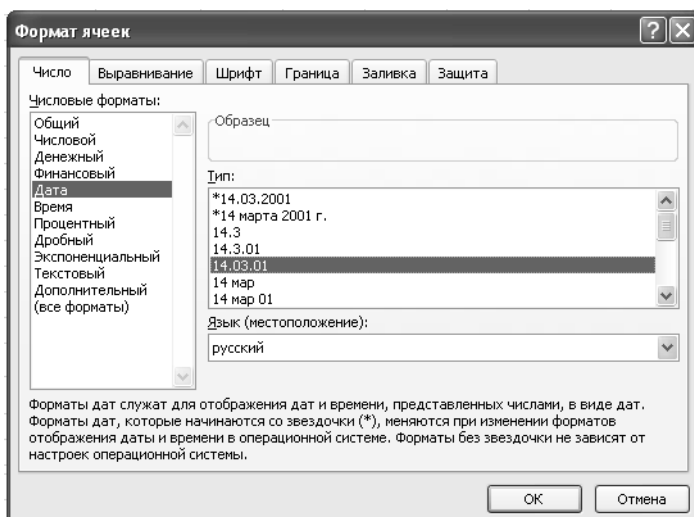 Формат ячеек
Число Выравнивание Шрифт Граница Заливка Защита
Числовые форматы:
Общий
Числовой
Денежный
Финансовый
Дата
Время
Процентный
Дробный
Экспоненциальный
Текстовый
Дополнительный
(все форматы)
Образец
Тип:
*14.03.2001
*14 марта 2001 г.
14.3
14.3.01
14.03.01
14 мар
14 мар 01
Язык (местоположение):
русский
Форматы дат служат для отображения дат и времени, представленных числами, в виде дат.
Форматы дат, которые начинаются со звездочки (*), меняются при изменении форматов
отображения даты и времени в операционной системе. Форматы без звездочки не зависят от
настроек операционной системы.
ОК Отмена